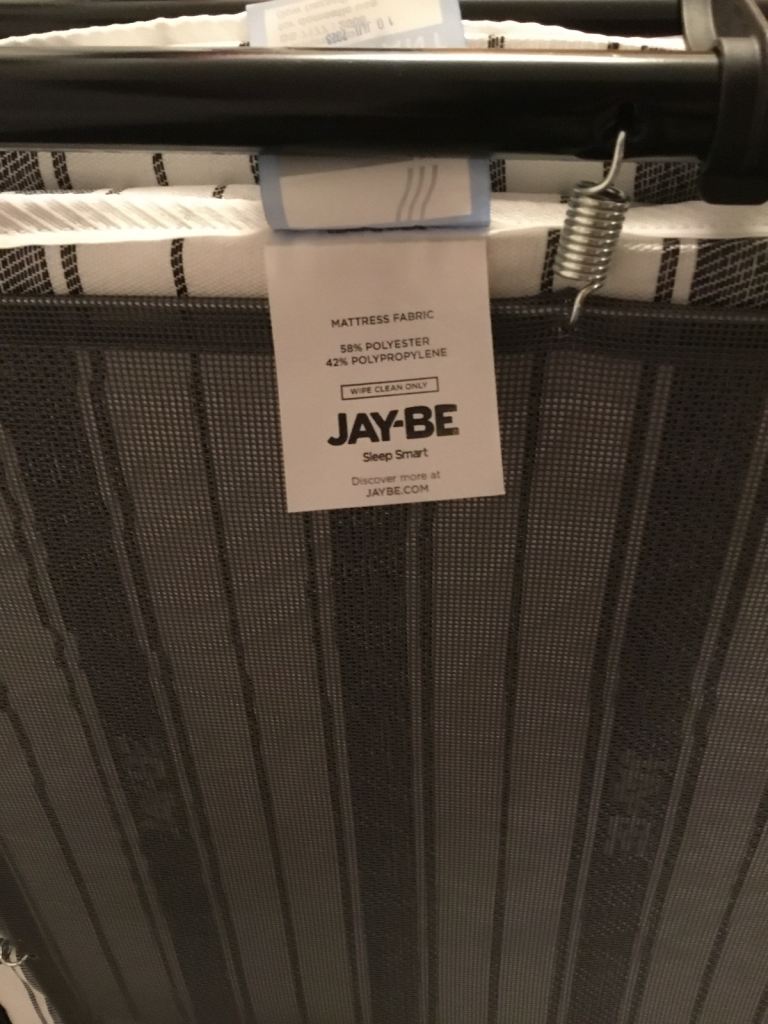 MATTRESS FABRIC
58% POLYESTER
42% POLYPROPYLENE
WIPE CLEAN ONLY
JAY-BE
Sleep Smart
Discover more at
JAYBE.COM